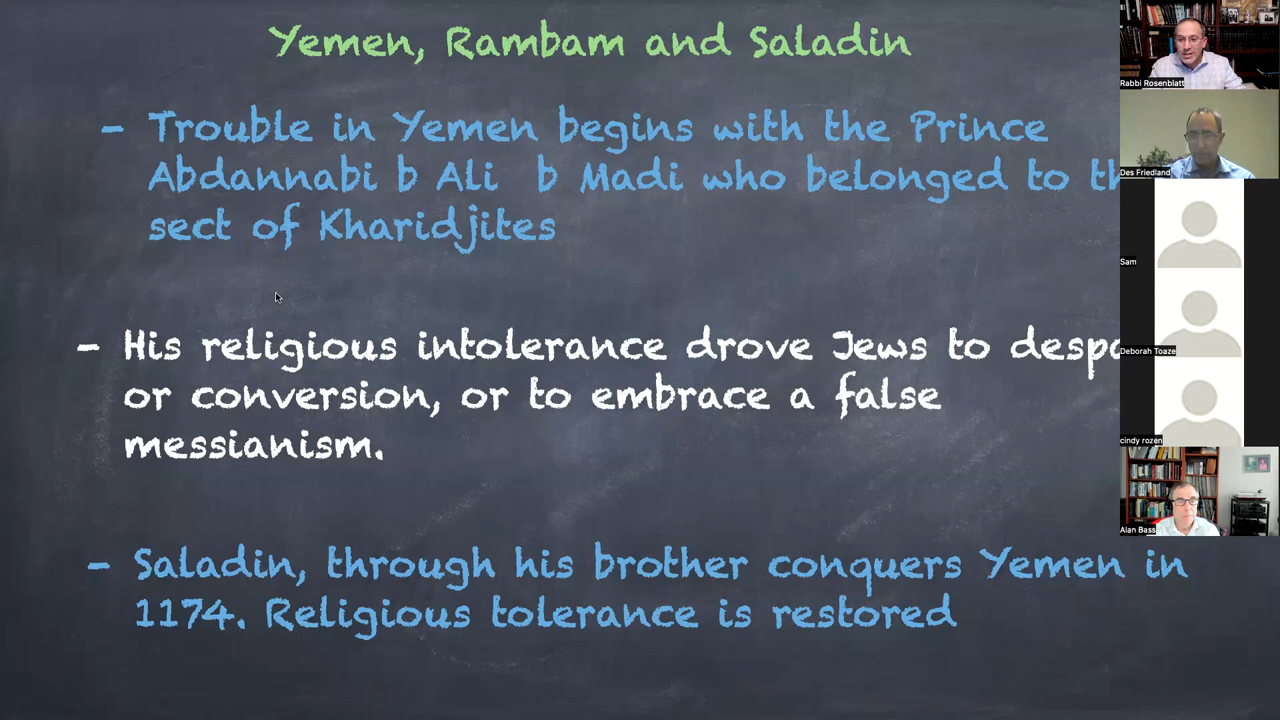 Yemen, Rambam and Saladin
- Trouble in Yemen begins with the Prince
Abdannabi b Ali b Madi who belonged to
sect of Kharidjites
- His religious intolerance drove Jews to
or conversion, or to embrace a false
messianism.
- Saladin, through his brother conquers Yemen in
1174. Religious tolerance is restored
Rabbi Rosenblatt
Des Friedland
Sam
Deborah Toaze
cindy rozen
Alan Bass